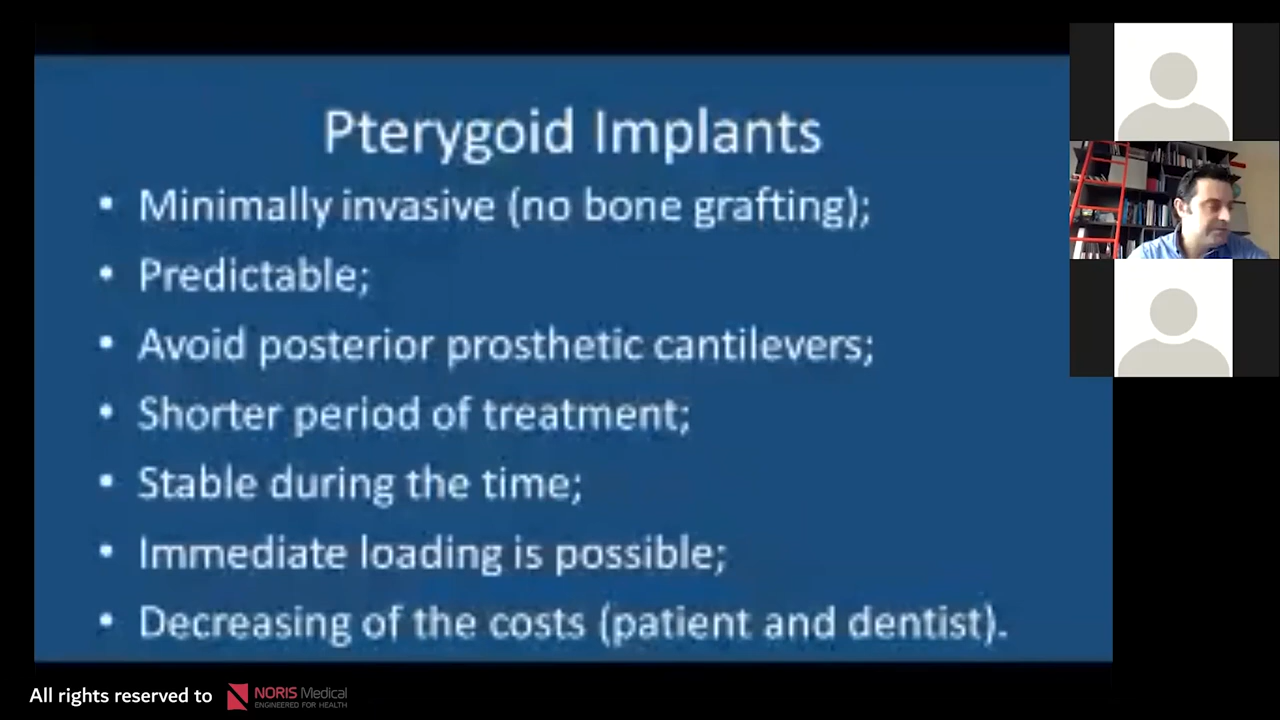 Pterygoid Implants
• Minimally invasive (no bone grafting);
• Predictable;
• Avoid posterior prosthetic cantilevers;
• Shorter period of treatment;
• Stable during the time;
• Immediate loading is possible;
• Decreasing of the costs (patient and dentist).
All rights reserved to
NORIS Medical
ENGINEERED FOR HEALTH